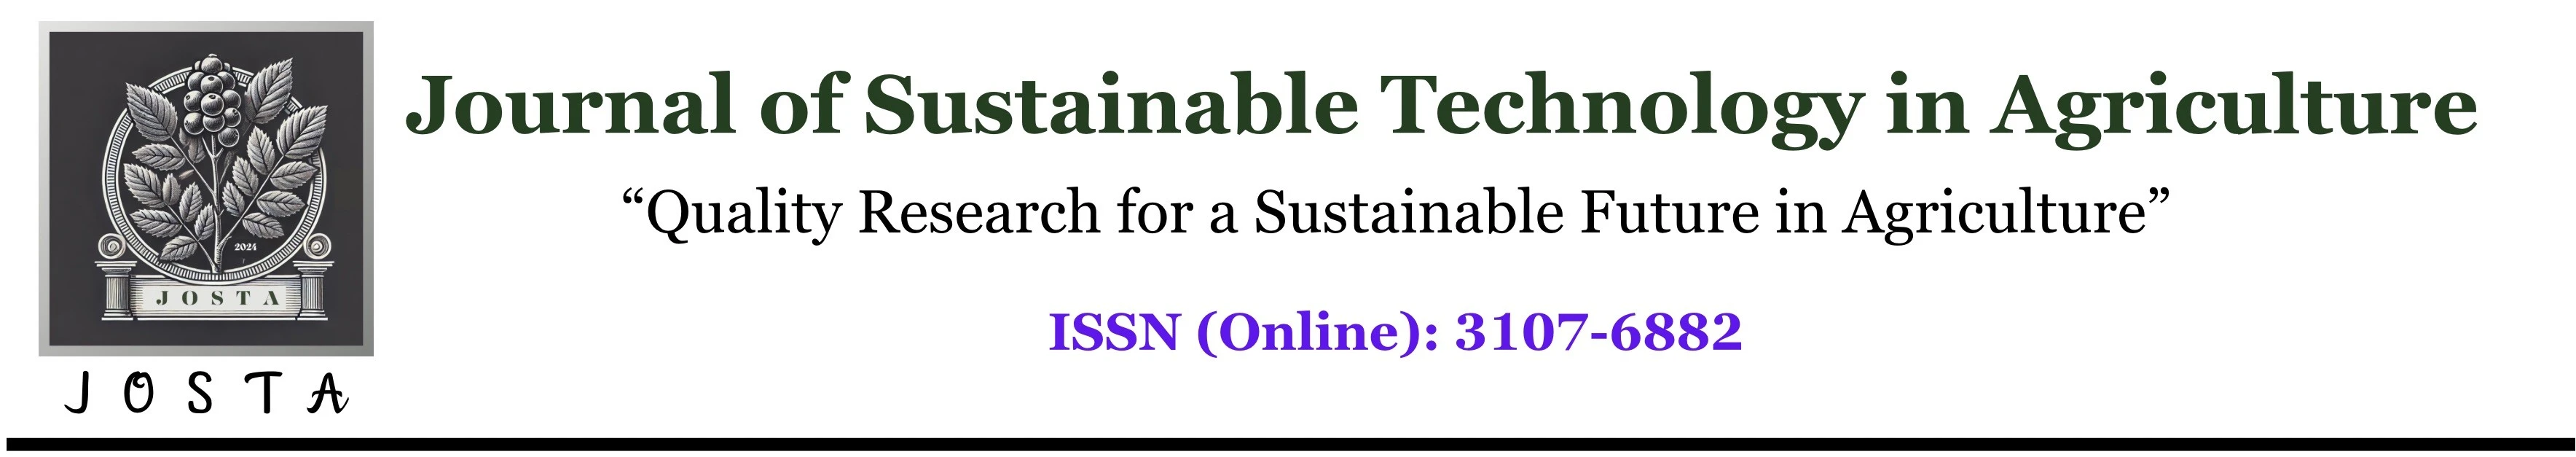 Journal of Sustainable Technology in Agriculture
“Quality Research for a Sustainable Future in Agriculture”
ISSN (Online): 3107-6882
2024
JOSTA
J O S T A